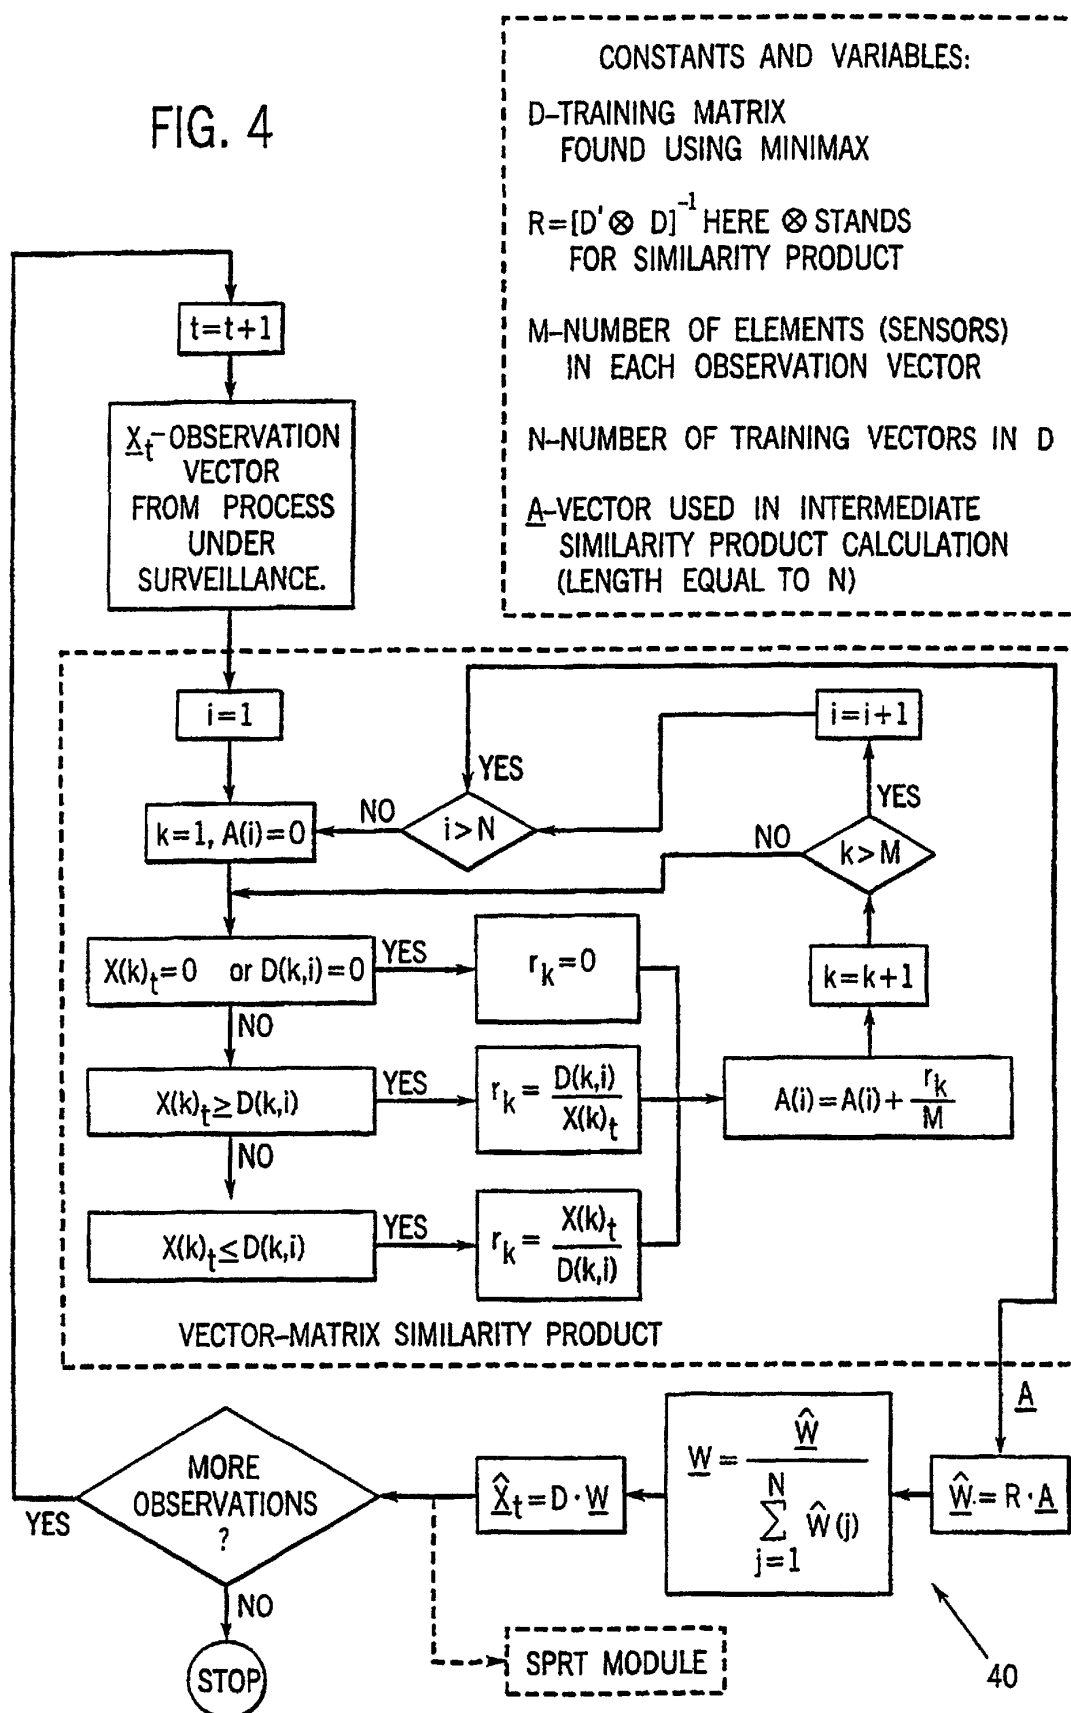 FIG. 4
CONSTANTS AND VARIABLES:
D–TRAINING MATRIX
FOUND USING MINIMAX
R=[D' ⊗ D]⁻¹ HERE ⊗ STANDS
FOR SIMILARITY PRODUCT
M–NUMBER OF ELEMENTS (SENSORS)
IN EACH OBSERVATION VECTOR
N–NUMBER OF TRAINING VECTORS IN D
A–VECTOR USED IN INTERMEDIATE
SIMILARITY PRODUCT CALCULATION
(LENGTH EQUAL TO N)
t=t+1
X_t–OBSERVATION
VECTOR
FROM PROCESS
UNDER
SURVEILLANCE.
i=1
i=i+1
YES
YES
NO
i>N
k=1, A(i)=0
NO
k>M
X(k)_t=0 or D(k,i)=0
YES
r_k=0
k=k+1
NO
X(k)_t≥D(k,i)
YES
r_k = D(k,i)/X(k)_t
A(i)=A(i)+ r_k/M
NO
X(k)_t≤D(k,i)
YES
r_k = X(k)_t/D(k,i)
VECTOR–MATRIX SIMILARITY PRODUCT
A
MORE
OBSERVATIONS
?
YES
NO
STOP
X̂_t=D·W
W = Ŵ / ∑_{j=1}^{N} Ŵ(j)
Ŵ.=R·A
SPRT MODULE
40